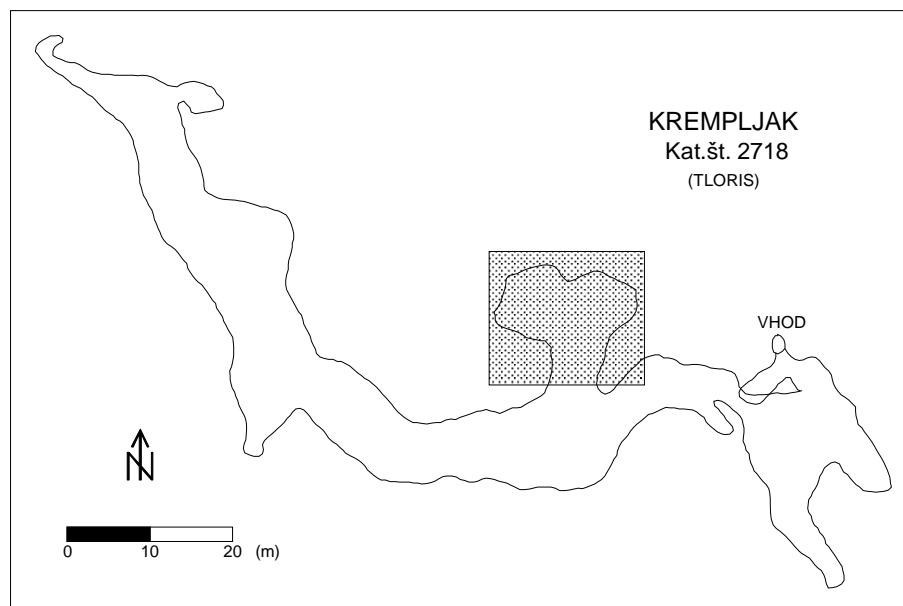 KREMPLJAK
Kat.št. 2718
(TLORIS)
VHOD
N
0 10 20 (m)